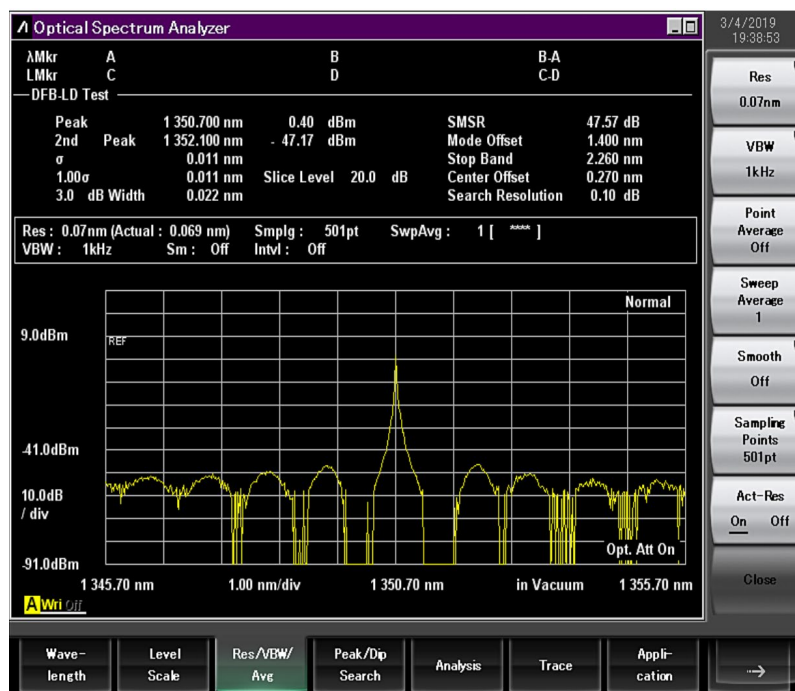 Optical Spectrum Analyzer
3/4/2019
19:38:53
λMkr A B B-A
LMkr C D C-D
DFB-LD Test
Peak 1 350.700 nm 0.40 dBm SMSR 47.57 dB
2nd Peak 1 352.100 nm - 47.17 dBm Mode Offset 1.400 nm
σ 0.011 nm Stop Band 2.260 nm
1.00σ 0.011 nm Slice Level 20.0 dB Center Offset 0.270 nm
3.0 dB Width 0.022 nm Search Resolution 0.10 dB
Res : 0.07nm (Actual : 0.069 nm) Smplg : 501pt SwpAvg : 1 [ **** ]
VBW : 1kHz Sm : Off Intvl : Off
Normal
9.0dBm
REF
-41.0dBm
10.0dB
/ div
Opt. Att On
-91.0dBm
1 345.70 nm 1.00 nm/div 1 350.70 nm in Vacuum 1 355.70 nm
A Wri Off
Res
0.07nm
VBW
1kHz
Point
Average
Off
Sweep
Average
1
Smooth
Off
Sampling
Points
501pt
Act-Res
On Off
Close
Wave-
length
Level
Scale
Res/VBW/
Avg
Peak/Dip
Search
Analysis
Trace
Appli-
cation